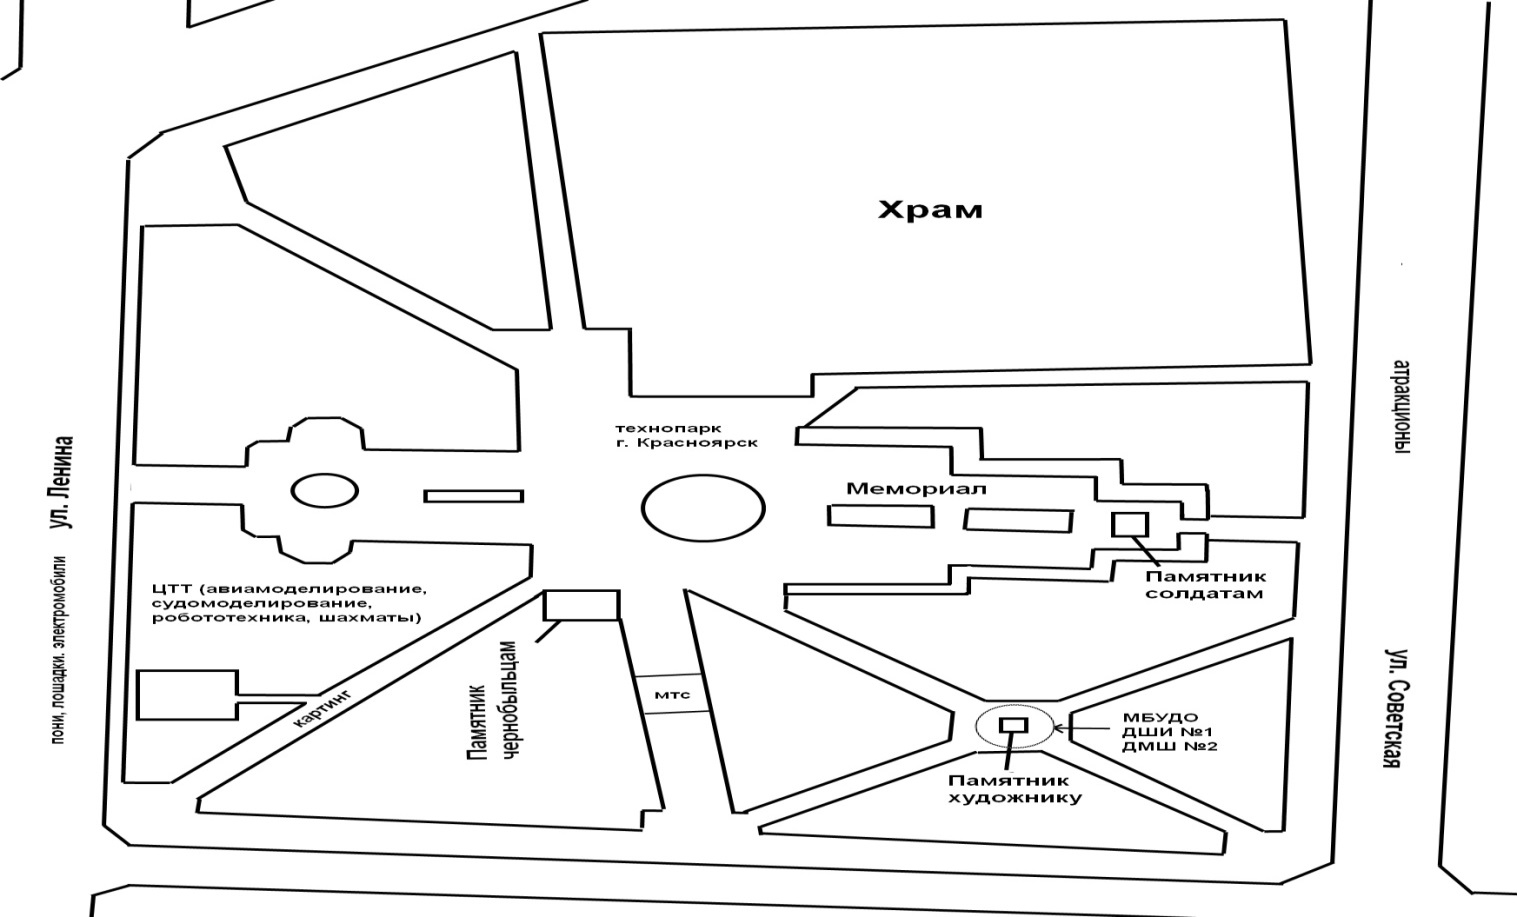 Храм
технопарк
г. Красноярск
Мемориал
Памятник
солдатам
ЦТТ (авиамоделирование,
судомоделирование,
робототехника, шахматы)
картинг
Памятник
чернобыльцам
мтс
МБУДО
ДШИ №1
ДМШ №2
Памятник
художнику
ул. Ленина
пони, лошадки. электромобили
атракционы
ул. Советская